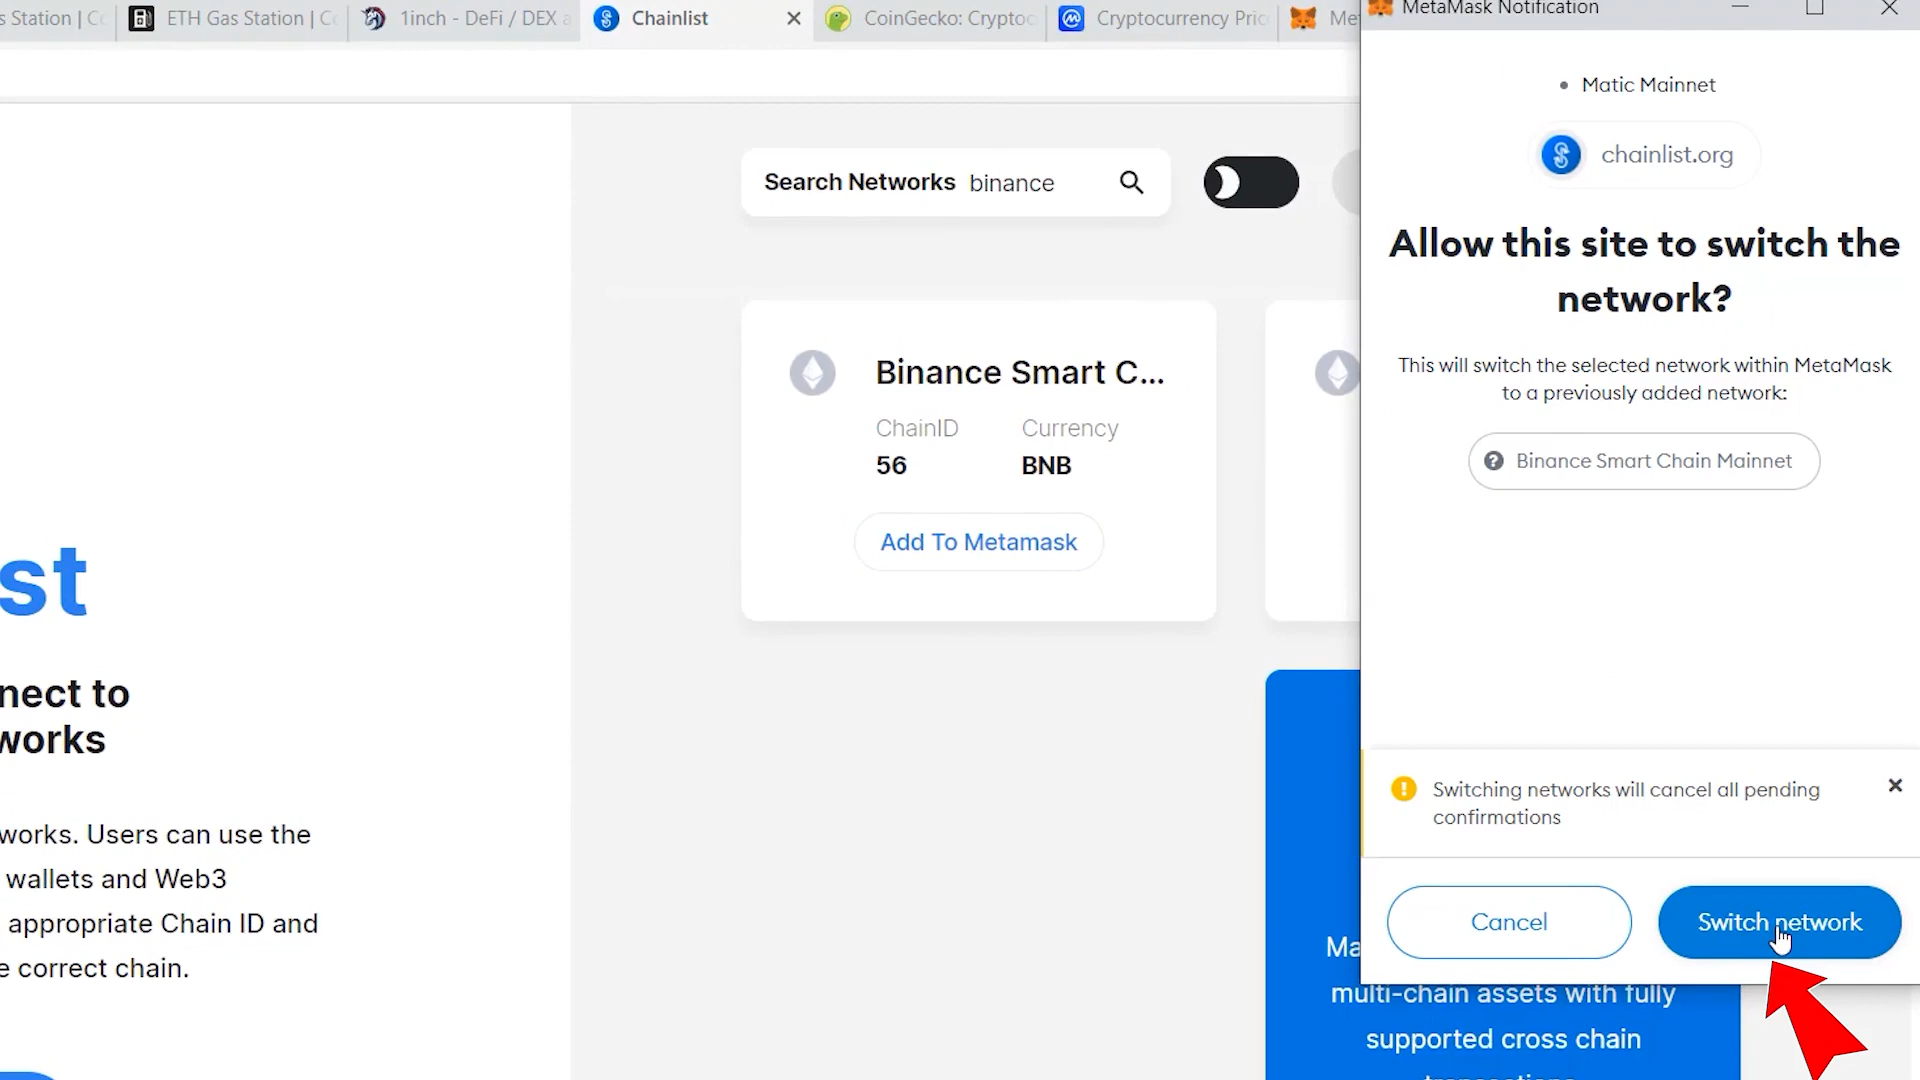 s Station | Co
ETH Gas Station | Co
1inch - DeFi / DEX a
Chainlist
CoinGecko: Cryptoc
Cryptocurrency Pric
Me
MetaMask Notification
Matic Mainnet
chainlist.org
Allow this site to switch the
network?
This will switch the selected network within MetaMask
to a previously added network:
Binance Smart Chain Mainnet
Switching networks will cancel all pending
confirmations
Cancel
Switch network
Search Networks binance
Binance Smart C...
ChainID
Currency
56
BNB
Add To Metamask
st
nect to
works
works. Users can use the
wallets and Web3
appropriate Chain ID and
e correct chain.
Ma
multi-chain assets with fully
supported cross chain
transactions